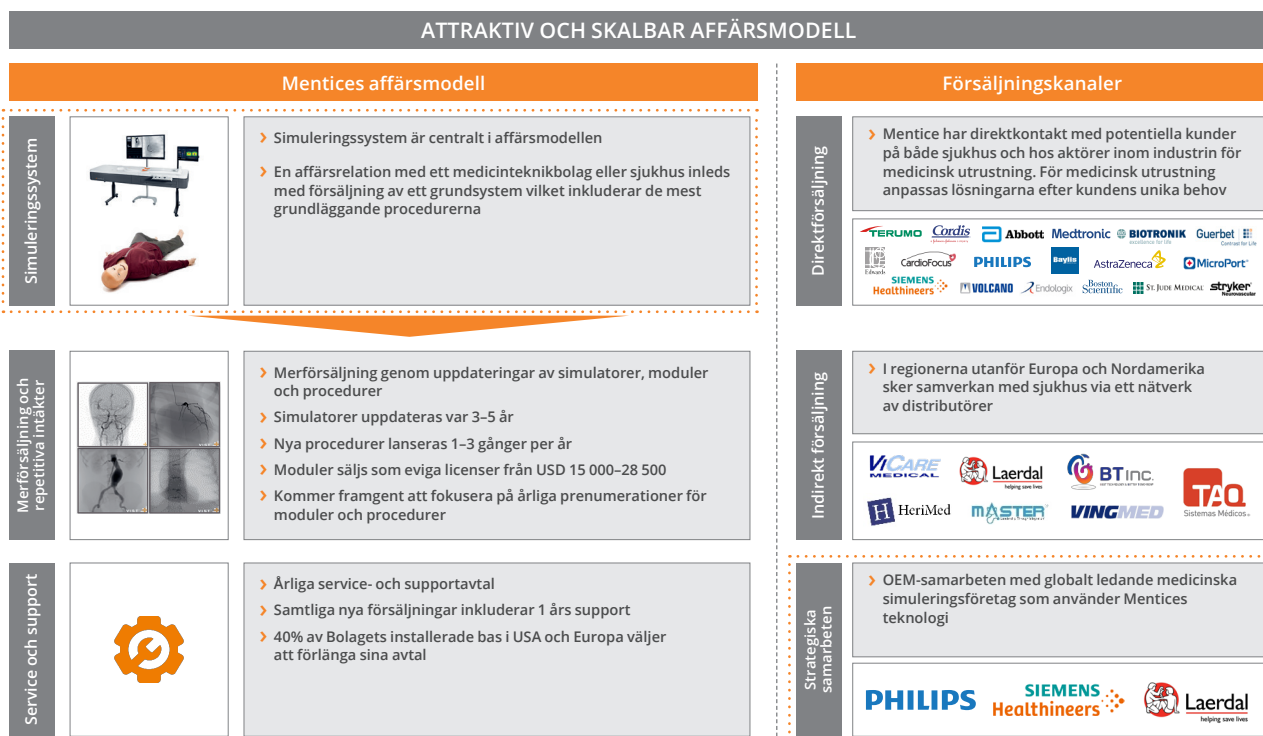 ATTRAKTIV OCH SKALBAR AFFÄRSMODELL
Mentices affärsmodell
Simuleringssystem
› Simuleringssystem är centralt i affärsmodellen
› En affärsrelation med ett medicinteknikbolag eller sjukhus inleds
med försäljning av ett grundsystem vilket inkluderar de mest
grundläggande procedurerna
Merförsäljning och
repetitiva intäkter
› Merförsäljning genom uppdateringar av simulatorer, moduler
och procedurer
› Simulatorer uppdateras var 3–5 år
› Nya procedurer lanseras 1–3 gånger per år
› Moduler säljs som eviga licenser från USD 15 000–28 500
› Kommer framgent att fokusera på årliga prenumerationer för
moduler och procedurer
Service och support
› Årliga service- och supportavtal
› Samtliga nya försäljningar inkluderar 1 års support
› 40% av Bolagets installerade bas i USA och Europa väljer
att förlänga sina avtal
Försäljningskanaler
Direktförsäljning
› Mentice har direktkontakt med potentiella kunder
på både sjukhus och hos aktörer inom industrin för
medicinsk utrustning. För medicinsk utrustning
anpassas lösningarna efter kundens unika behov
TERUMO Cordis Abbott Medtronic BIOTRONIK Guerbet
excellence for life Contrast for Life
Edwards CardioFocus PHILIPS Baylis AstraZeneca MicroPort
SIEMENS
Healthineers VOLCANO Endologix Boston Scientific ST. JUDE MEDICAL stryker
Neurovascular
Indirekt försäljning
› I regionerna utanför Europa och Nordamerika
sker samverkan med sjukhus via ett nätverk
av distributörer
ViCARE
MEDICAL
Laerdal
helping save lives
BT inc.
TAQ
Sistemas Médicos
HeriMed
MASTER
VINGMED
Strategiska
samarbeten
› OEM-samarbeten med globalt ledande medicinska
simuleringsföretag som använder Mentices
teknologi
PHILIPS
SIEMENS
Healthineers
Laerdal
helping save lives